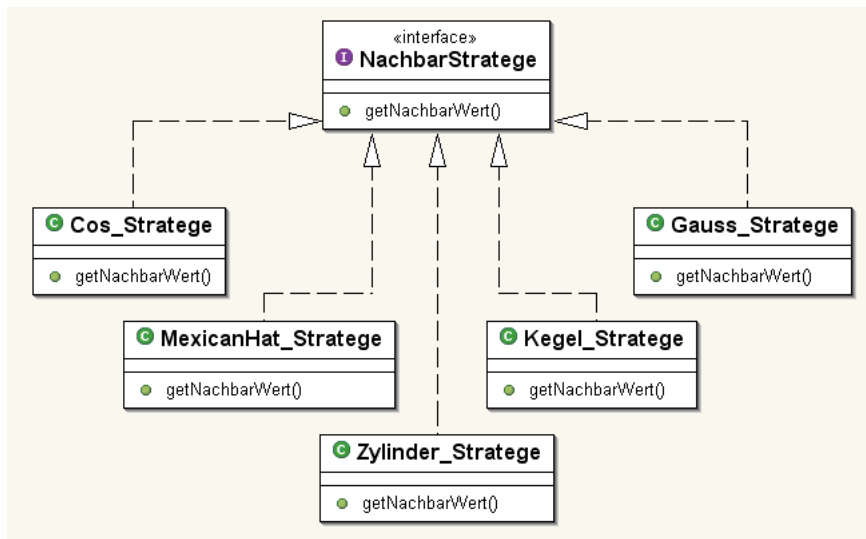 «interface»
I NachbarStratege
getNachbarWert()
C Cos_Stratege
getNachbarWert()
C Gauss_Stratege
getNachbarWert()
C MexicanHat_Stratege
getNachbarWert()
C Kegel_Stratege
getNachbarWert()
C Zylinder_Stratege
getNachbarWert()